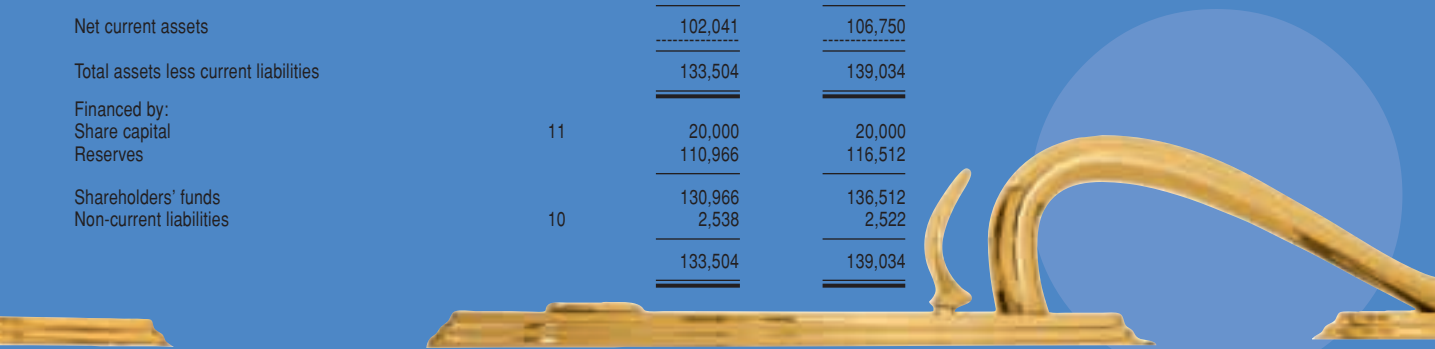 Net current assets 102,041 106,750
Total assets less current liabilities 133,504 139,034
Financed by:
Share capital 11 20,000 20,000
Reserves 110,966 116,512
Shareholders’ funds 130,966 136,512
Non-current liabilities 10 2,538 2,522
133,504 139,034